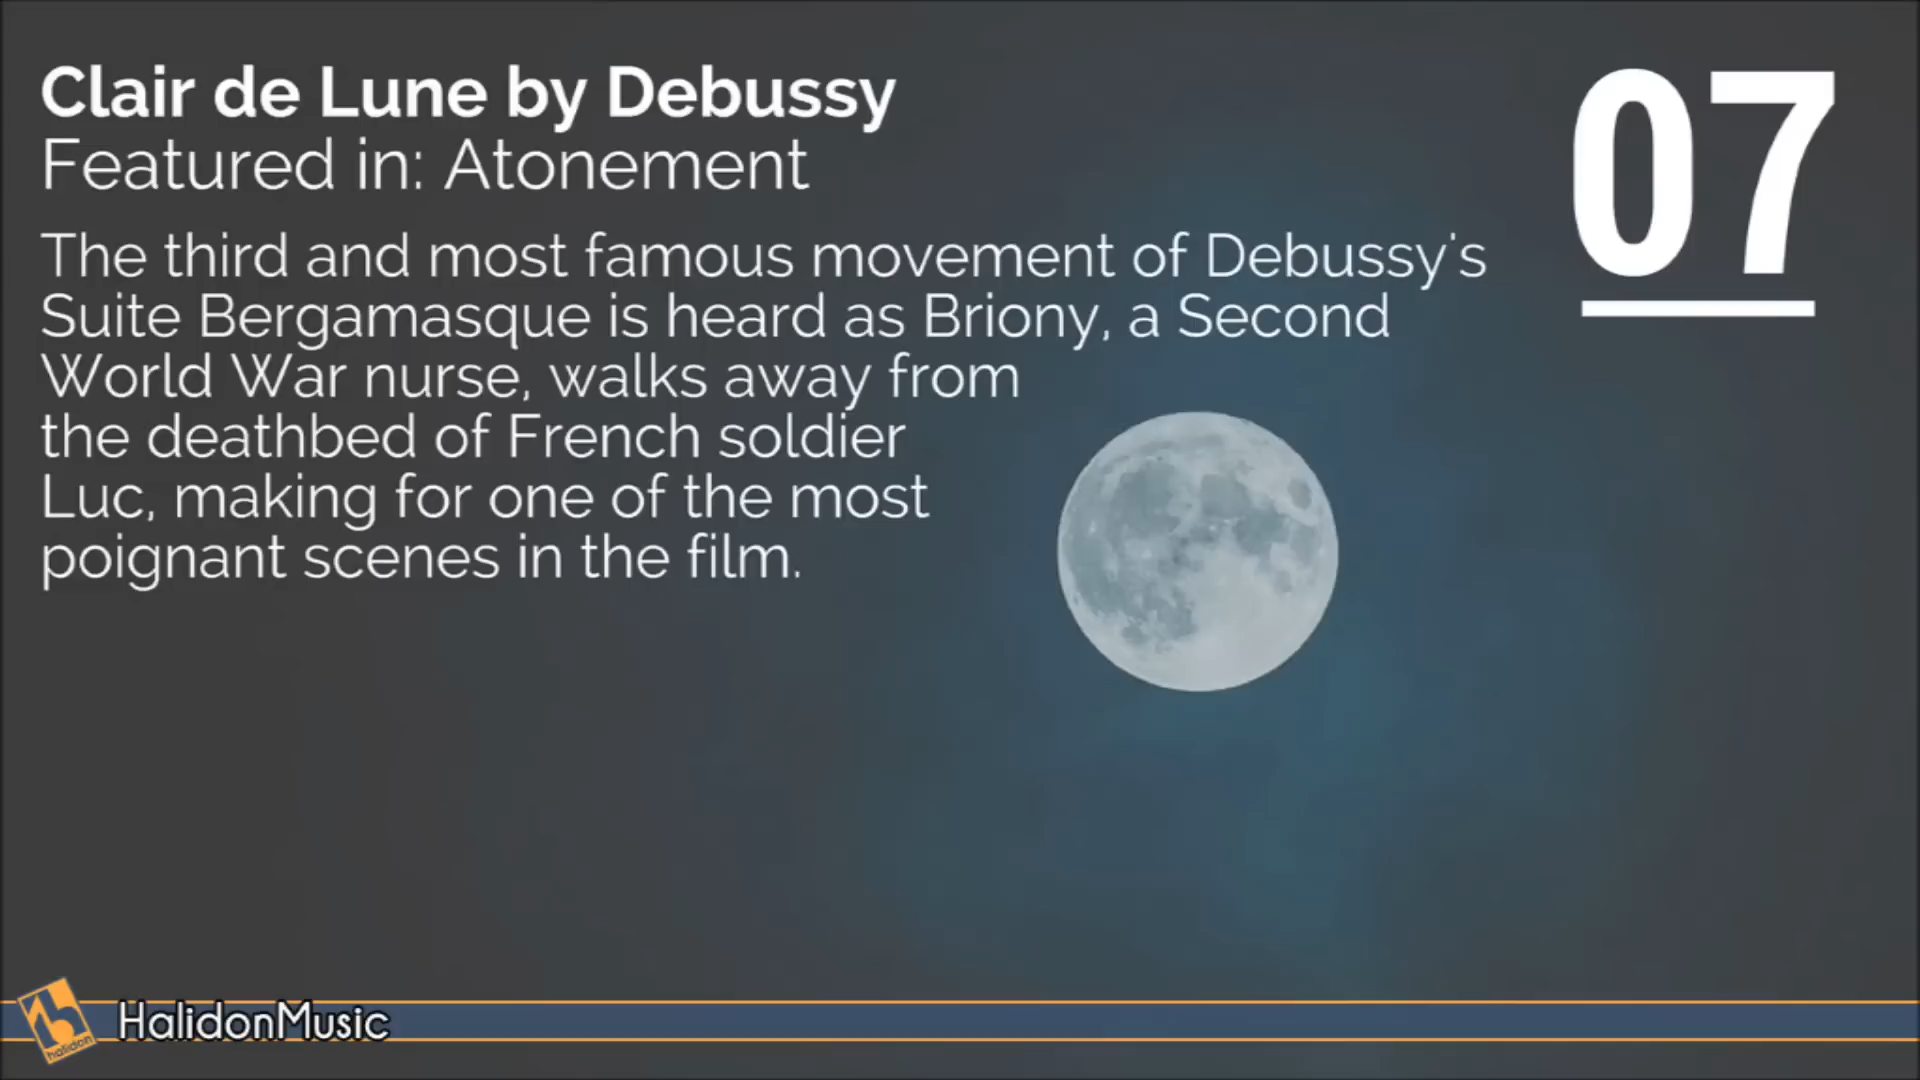 Clair de Lune by Debussy
Featured in: Atonement
07
The third and most famous movement of Debussy's
Suite Bergamasque is heard as Briony, a Second
World War nurse, walks away from
the deathbed of French soldier
Luc, making for one of the most
poignant scenes in the film.
halidon
HalidonMusic